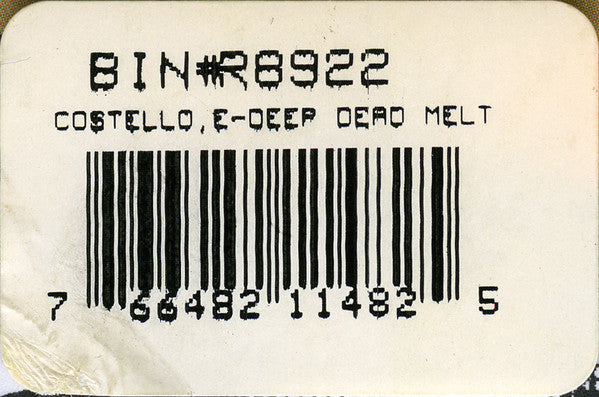 BIN#R8922
COSTELLO,E-DEEP DEAD MELT
7 66482 11482 5